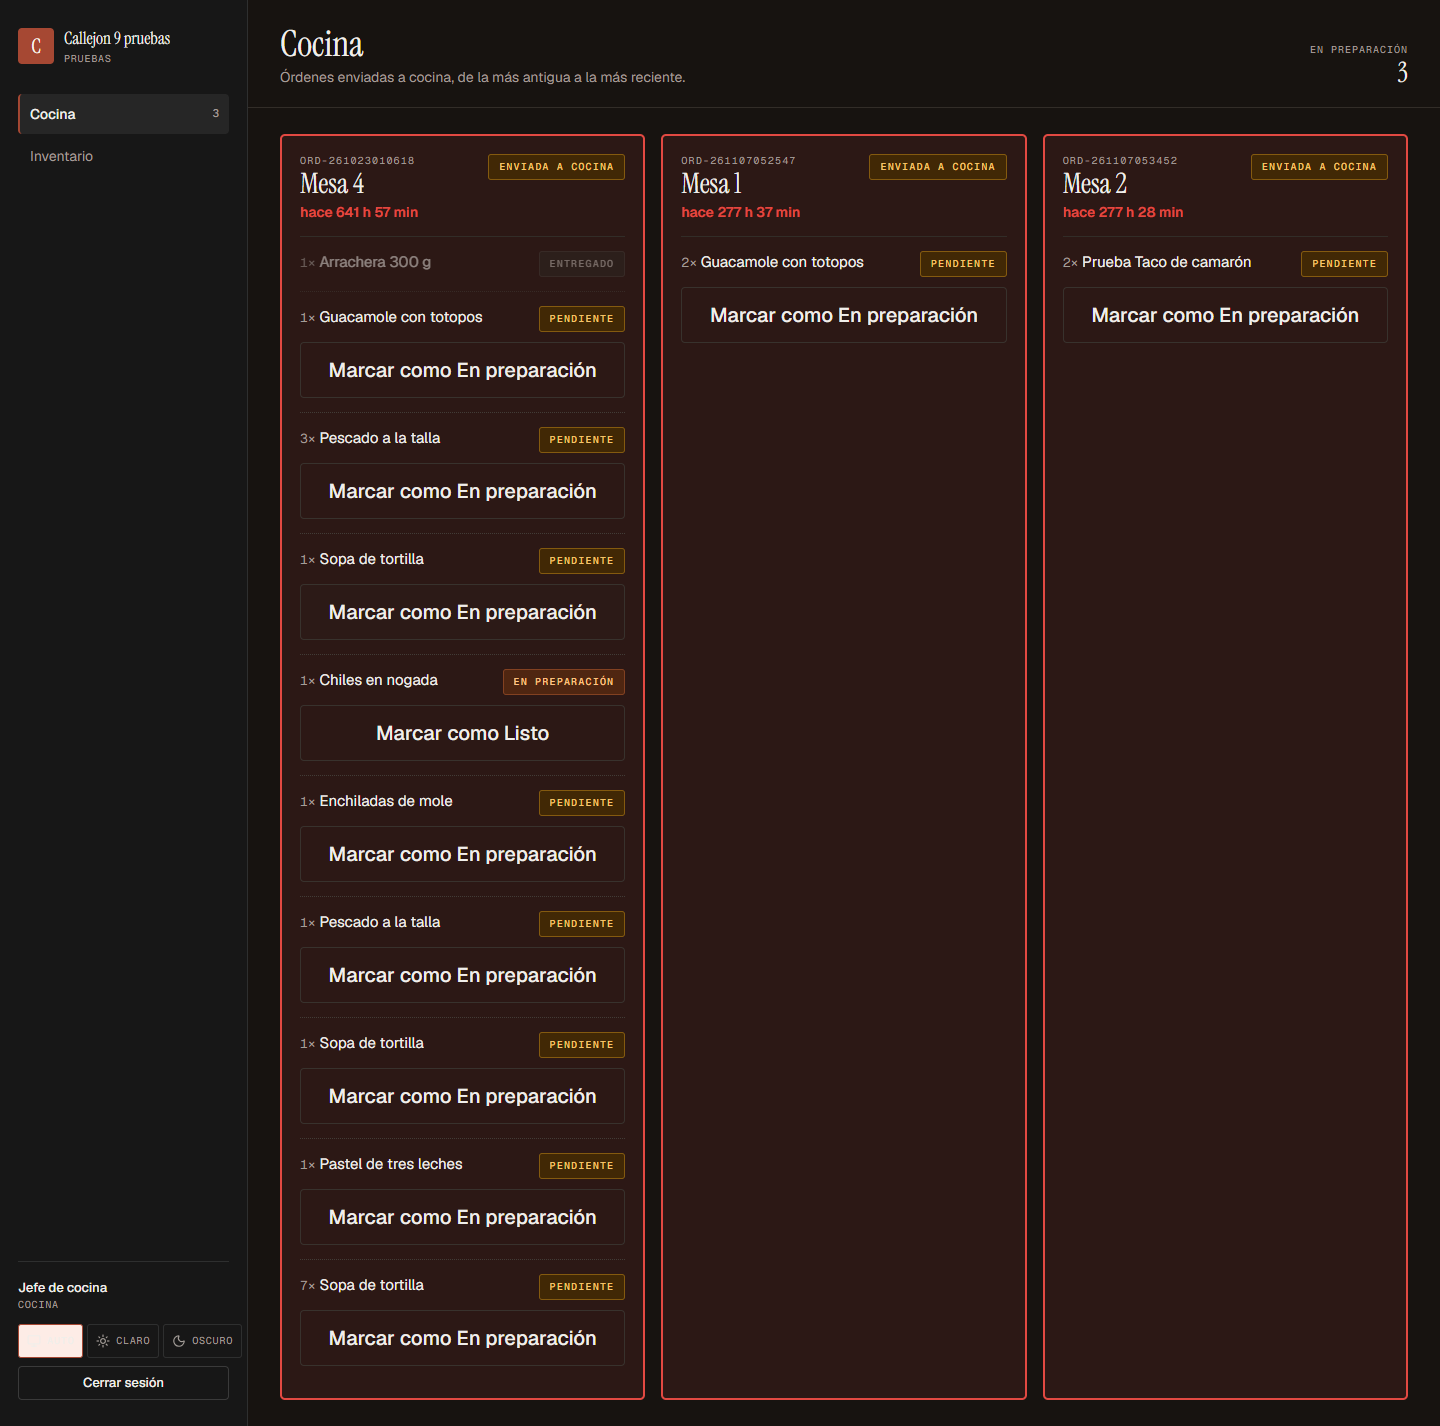 C
Callejon 9 pruebas
PRUEBAS
Cocina 3
Inventario
Jefe de cocina
COCINA
CLARO
OSCURO
Cerrar sesión
Cocina
Órdenes enviadas a cocina, de la más antigua a la más reciente.
EN PREPARACIÓN
3
ORD-261023010618
ENVIADA A COCINA
Mesa 4
hace 641 h 57 min
1× Arrachera 300 g ENTREGADO
1× Guacamole con totopos PENDIENTE
Marcar como En preparación
3× Pescado a la talla PENDIENTE
Marcar como En preparación
1× Sopa de tortilla PENDIENTE
Marcar como En preparación
1× Chiles en nogada EN PREPARACIÓN
Marcar como Listo
1× Enchiladas de mole PENDIENTE
Marcar como En preparación
1× Pescado a la talla PENDIENTE
Marcar como En preparación
1× Sopa de tortilla PENDIENTE
Marcar como En preparación
1× Pastel de tres leches PENDIENTE
Marcar como En preparación
7× Sopa de tortilla PENDIENTE
Marcar como En preparación
ORD-261107052547
ENVIADA A COCINA
Mesa 1
hace 277 h 37 min
2× Guacamole con totopos PENDIENTE
Marcar como En preparación
ORD-261107053452
ENVIADA A COCINA
Mesa 2
hace 277 h 28 min
2× Prueba Taco de camarón PENDIENTE
Marcar como En preparación